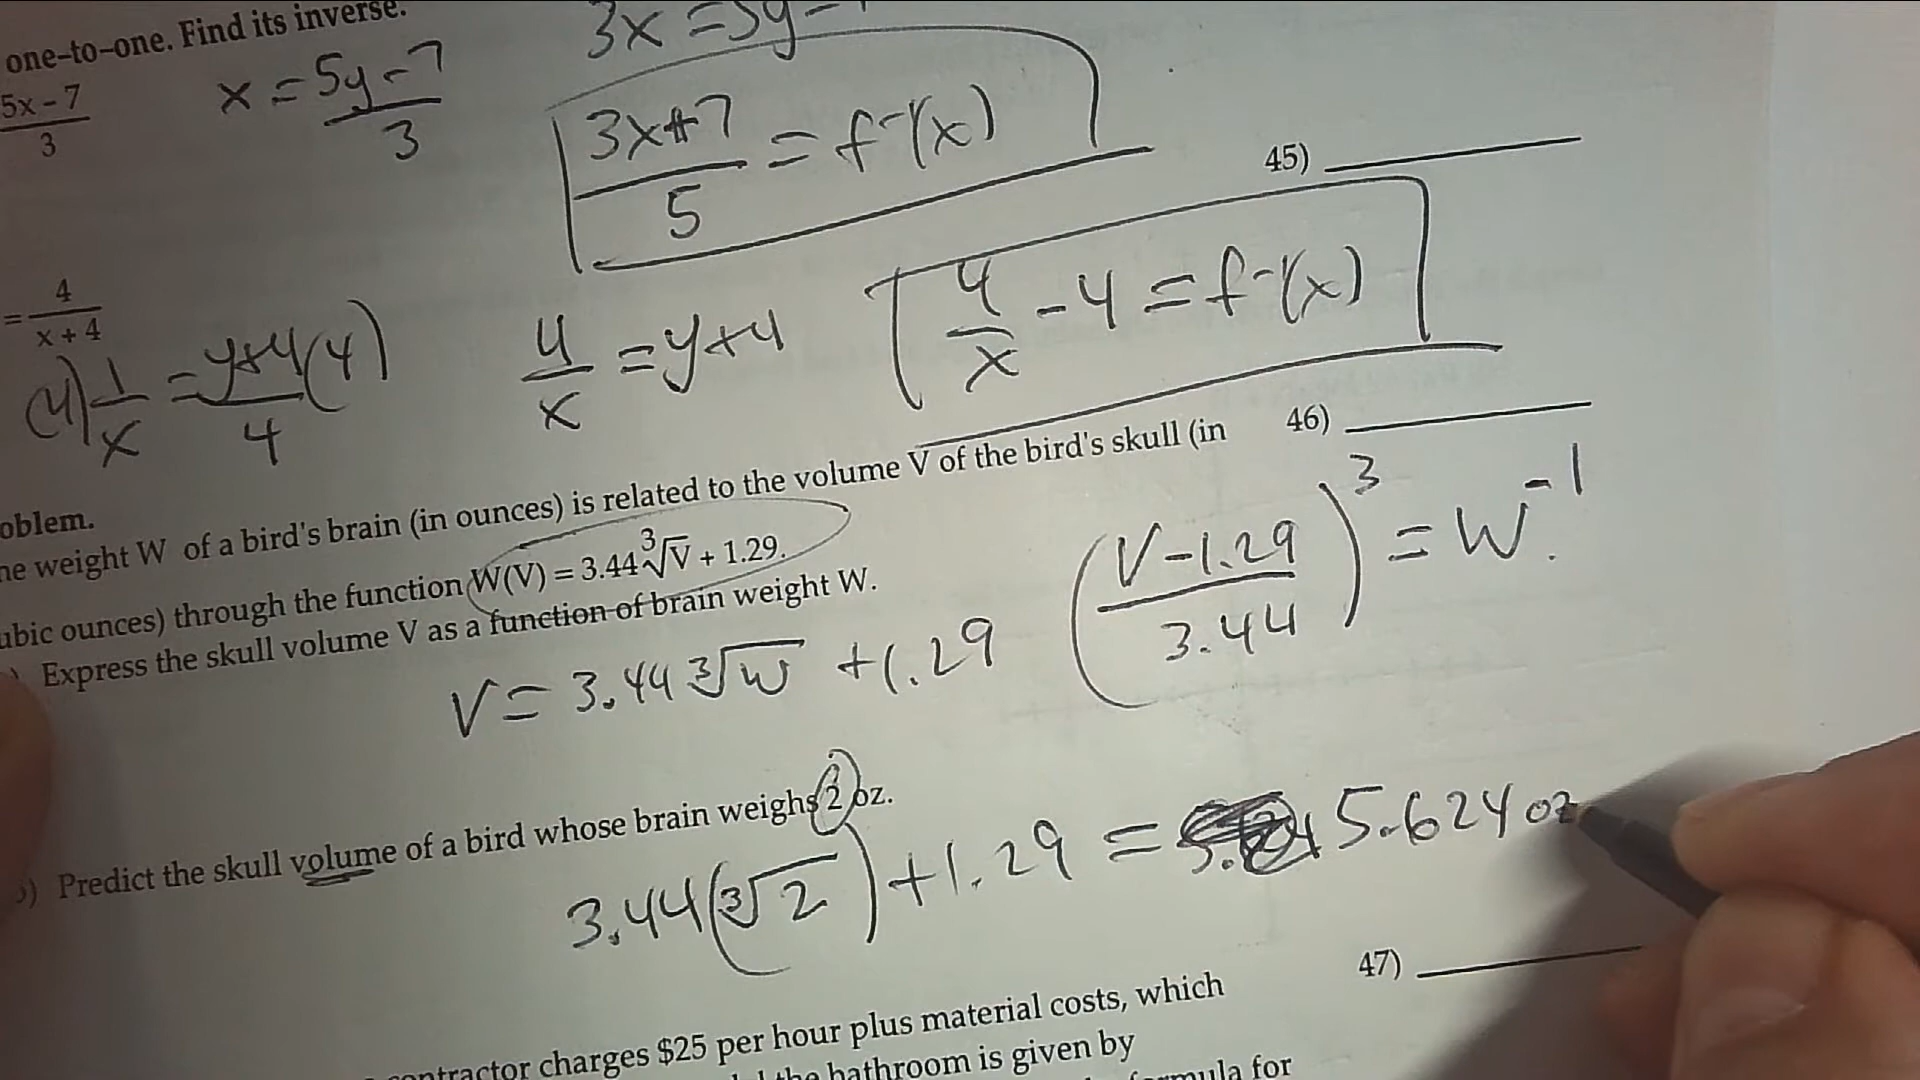 one-to-one. Find its inverse.
5x - 7
3
x = 5y - 7
3
3x = 5y -
3x + 7
5
= f⁻¹(x)
45)
= 4
x + 4
(4) 1 = y+4 (4)
x 4
4 = y+4
x
4 - 4 = f⁻¹(x)
x
46)
oblem.
he weight W of a bird's brain (in ounces) is related to the volume V of the bird's skull (in
ubic ounces) through the function W(V) = 3.44 ∛V + 1.29.
) Express the skull volume V as a function of brain weight W.
V = 3.44 ∛W + 1.29
(V - 1.29
3.44)³ = W⁻¹.
) Predict the skull volume of a bird whose brain weighs 2 oz.
3.44 (∛2) + 1.29 = 5.624 oz
47)
contractor charges $25 per hour plus material costs, which
the bathroom is given by
formula for